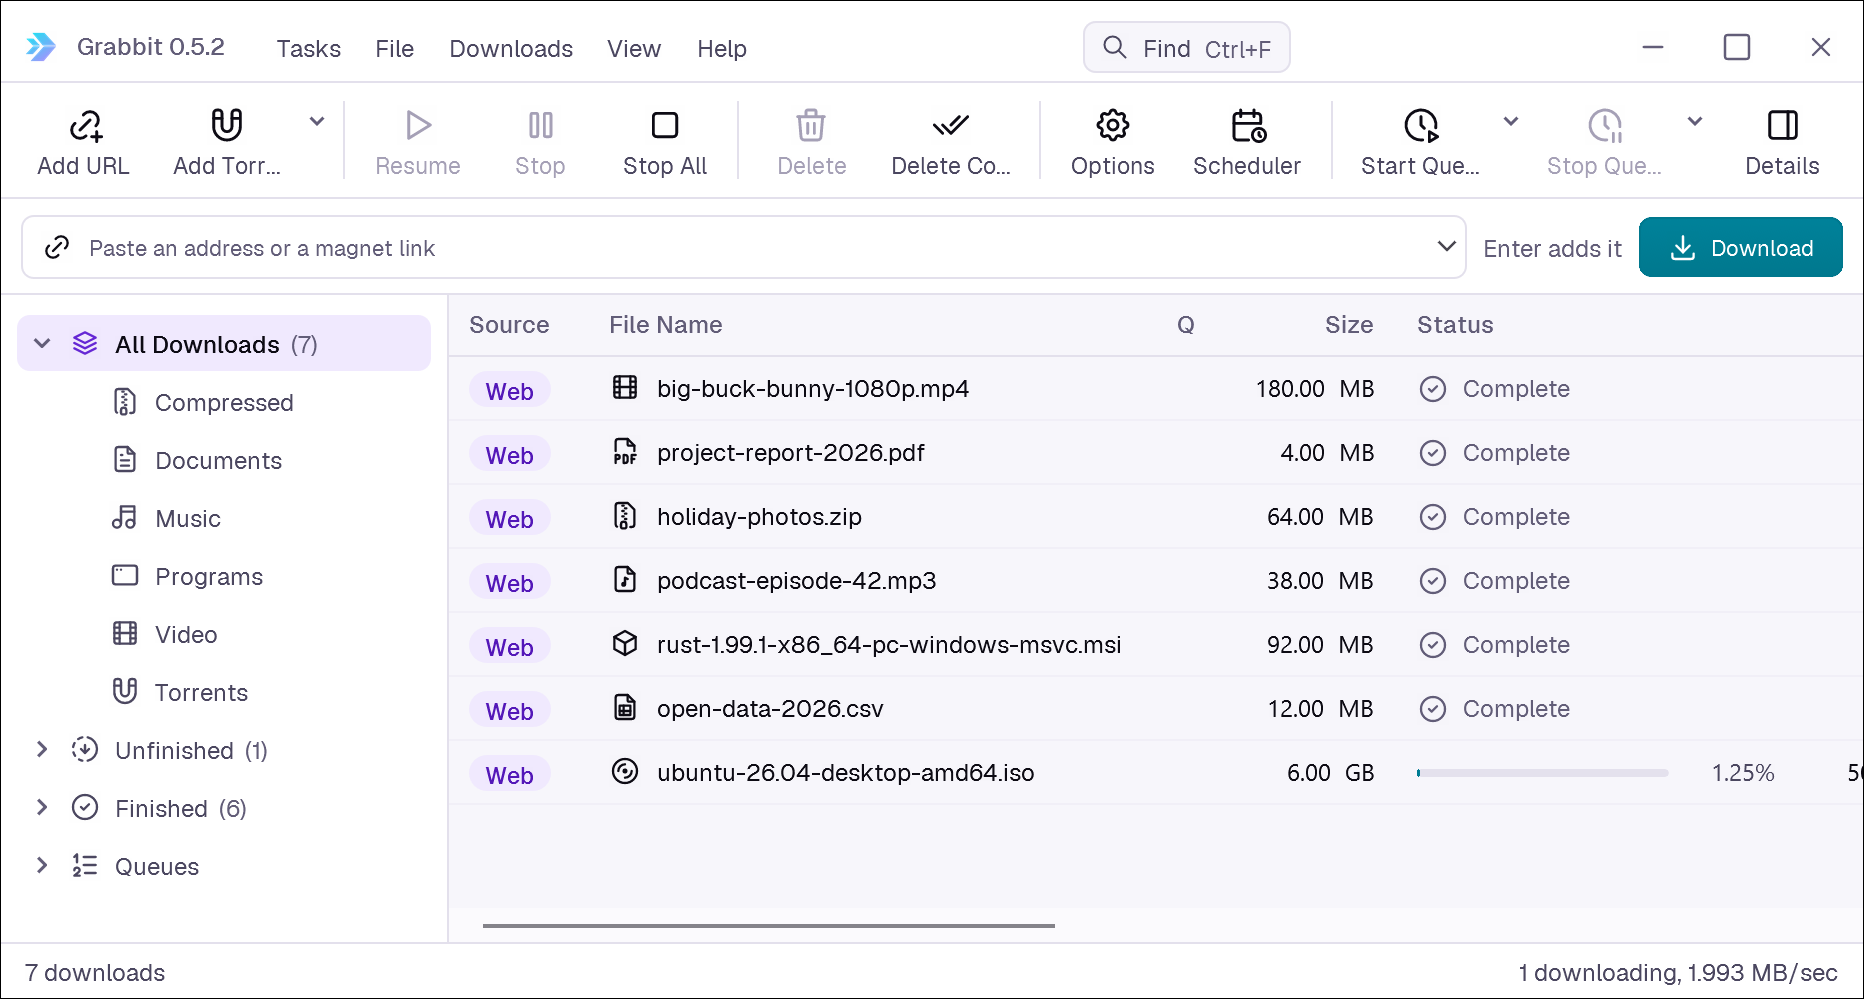 Grabbit 0.5.2 Tasks File Downloads View Help Find Ctrl+F
Add URL Add Torr... Resume Stop Stop All Delete Delete Co... Options Scheduler Start Que... Stop Que... Details
Paste an address or a magnet link Enter adds it Download
All Downloads (7)
Compressed
Documents
Music
Programs
Video
Torrents
Unfinished (1)
Finished (6)
Queues
Source File Name Q Size Status
Web big-buck-bunny-1080p.mp4 180.00 MB Complete
Web project-report-2026.pdf 4.00 MB Complete
Web holiday-photos.zip 64.00 MB Complete
Web podcast-episode-42.mp3 38.00 MB Complete
Web rust-1.99.1-x86_64-pc-windows-msvc.msi 92.00 MB Complete
Web open-data-2026.csv 12.00 MB Complete
Web ubuntu-26.04-desktop-amd64.iso 6.00 GB 1.25%
7 downloads 1 downloading, 1.993 MB/sec